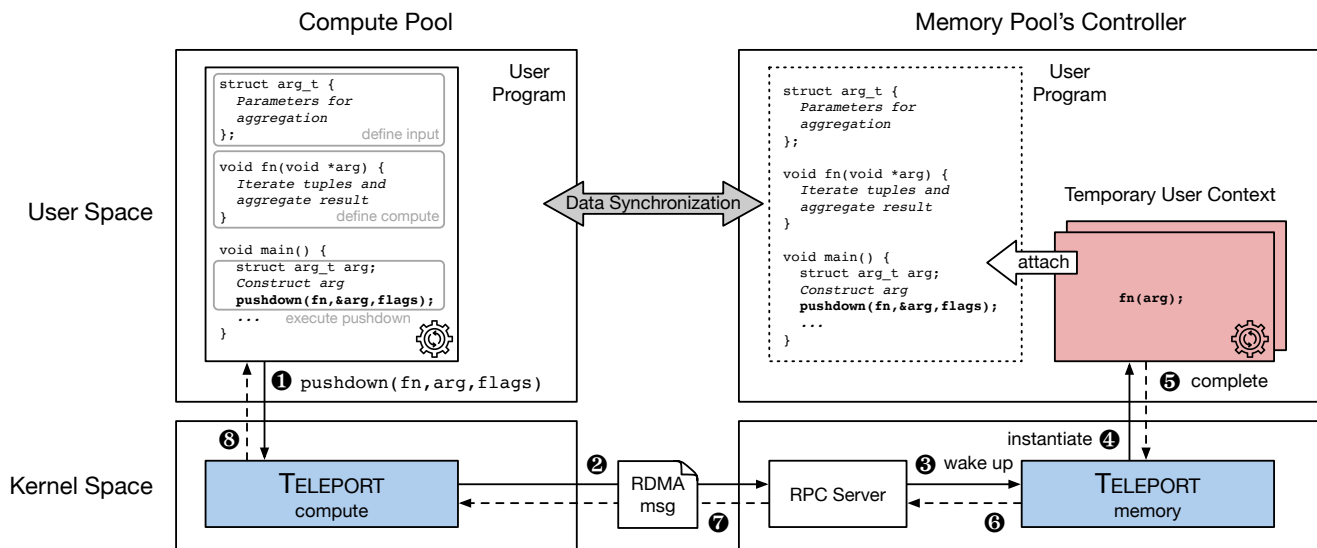 Compute Pool
Memory Pool's Controller
User Space
User
Program
struct arg_t {
Parameters for
aggregation
};
define input
void fn(void *arg) {
Iterate tuples and
aggregate result
}
define compute
void main() {
struct arg_t arg;
Construct arg
pushdown(fn,&arg,flags);
...
execute pushdown
}
Data Synchronization
User
Program
struct arg_t {
Parameters for
aggregation
};
void fn(void *arg) {
Iterate tuples and
aggregate result
}
void main() {
struct arg_t arg;
Construct arg
pushdown(fn,&arg,flags);
...
}
Temporary User Context
attach
fn(arg);
❶ pushdown(fn,arg,flags)
❺ complete
❽
instantiate ❹
Kernel Space
TELEPORT
compute
❷
RDMA
msg
❼
RPC Server
❸ wake up
❻
TELEPORT
memory